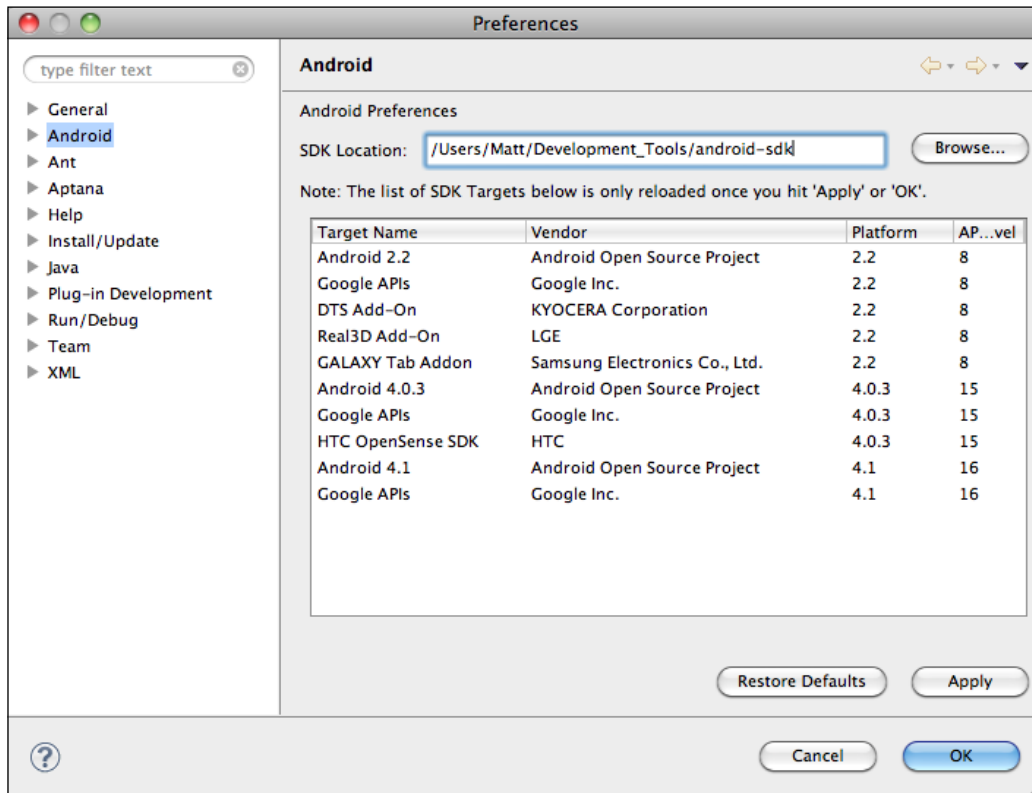 Preferences
type filter text
General
Android
Ant
Aptana
Help
Install/Update
Java
Plug-in Development
Run/Debug
Team
XML
Android
Android Preferences
SDK Location: /Users/Matt/Development_Tools/android-sdk Browse...
Note: The list of SDK Targets below is only reloaded once you hit 'Apply' or 'OK'.
Target Name Vendor Platform AP...vel
Android 2.2 Android Open Source Project 2.2 8
Google APIs Google Inc. 2.2 8
DTS Add-On KYOCERA Corporation 2.2 8
Real3D Add-On LGE 2.2 8
GALAXY Tab Addon Samsung Electronics Co., Ltd. 2.2 8
Android 4.0.3 Android Open Source Project 4.0.3 15
Google APIs Google Inc. 4.0.3 15
HTC OpenSense SDK HTC 4.0.3 15
Android 4.1 Android Open Source Project 4.1 16
Google APIs Google Inc. 4.1 16
Restore Defaults Apply
? Cancel OK